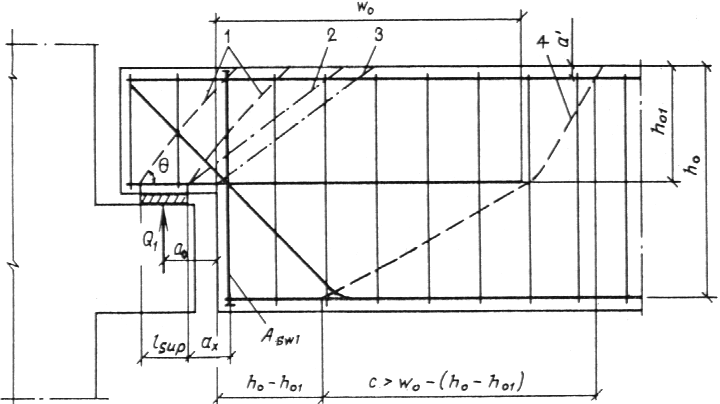 w₀
1
2
3
4
a'
θ
h₀₁
h₀
Q₁
a₀
A_sw1
l_sup
aₓ
h₀ - h₀₁
c > w₀ - (h₀ - h₀₁)